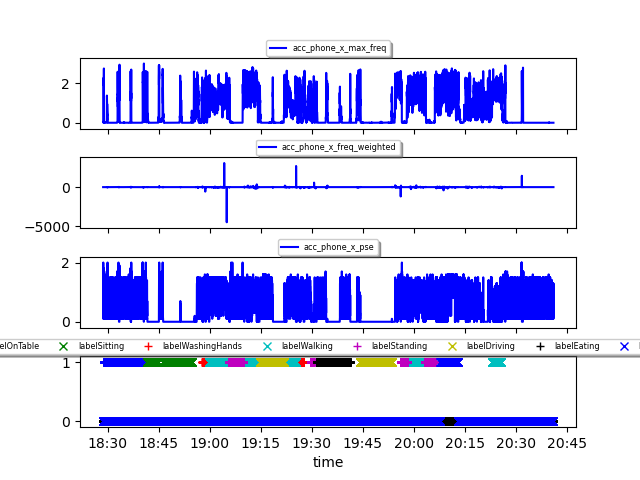 acc_phone_x_max_freq
2
0
acc_phone_x_freq_weighted
0
−5000
acc_phone_x_pse
2
0
elOnTable labelSitting labelWashingHands labelWalking labelStanding labelDriving labelEating
1
0
18:30 18:45 19:00 19:15 19:30 19:45 20:00 20:15 20:30 20:45
time